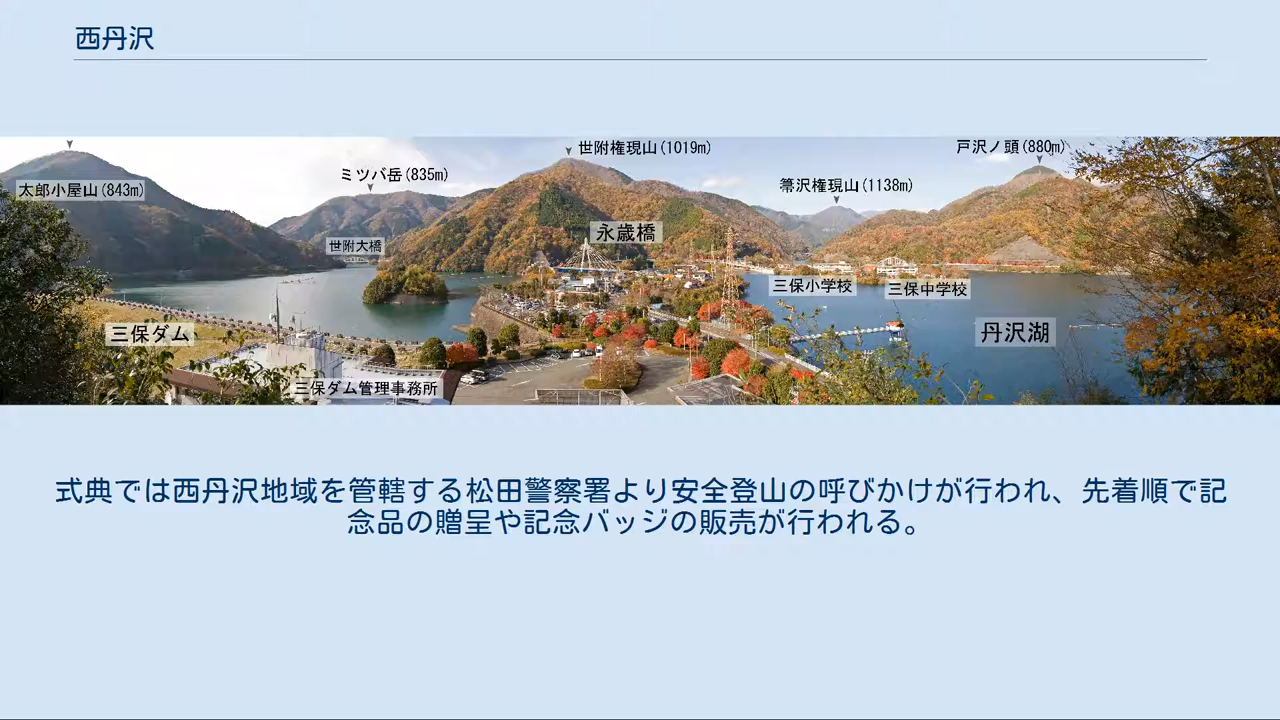 西丹沢
世附権現山(1019m)
戸沢ノ頭(880m)
ミツバ岳(835m)
太郎小屋山(843m)
箒沢権現山(1138m)
永歳橋
世附大橋
三保小学校
三保中学校
三保ダム
丹沢湖
三保ダム管理事務所
式典では西丹沢地域を管轄する松田警察署より安全登山の呼びかけが行われ、先着順で記
念品の贈呈や記念バッジの販売が行われる。